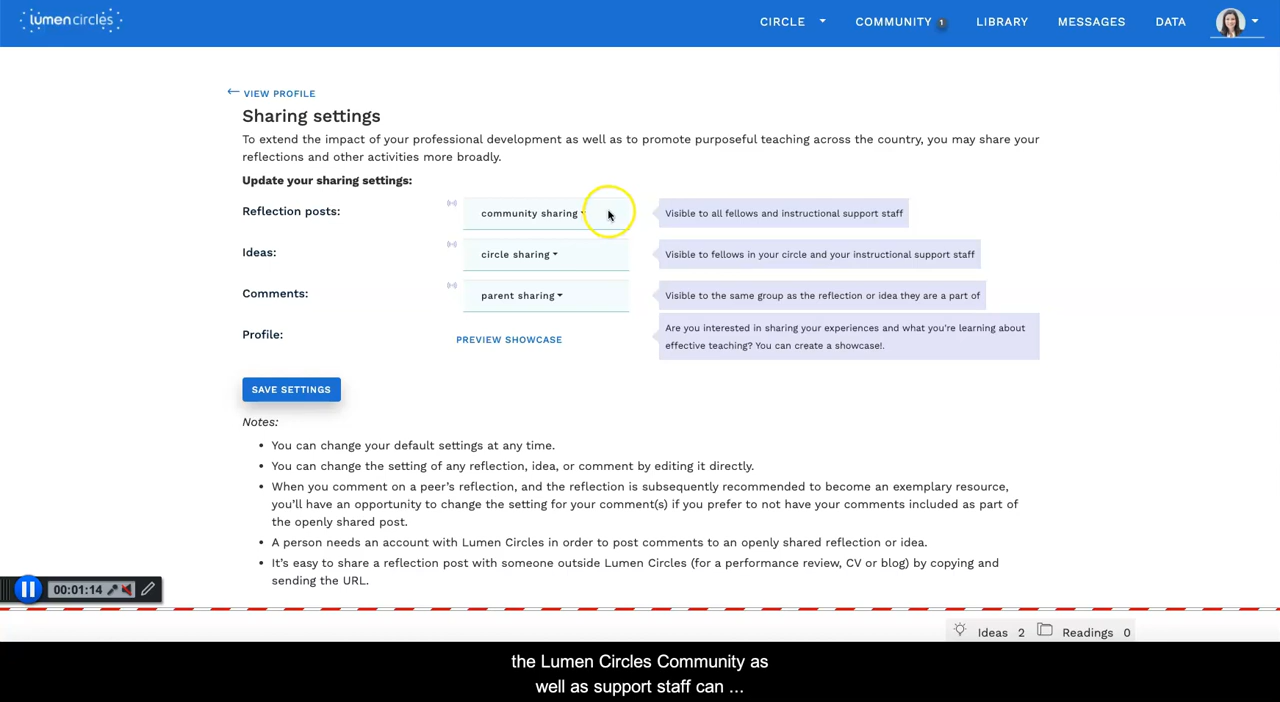 lumen circles
CIRCLE
COMMUNITY 1
LIBRARY
MESSAGES
DATA
VIEW PROFILE
Sharing settings
To extend the impact of your professional development as well as to promote purposeful teaching across the country, you may share your
reflections and other activities more broadly.
Update your sharing settings:
Reflection posts:
community sharing
Visible to all fellows and instructional support staff
Ideas:
circle sharing
Visible to fellows in your circle and your instructional support staff
Comments:
parent sharing
Visible to the same group as the reflection or idea they are a part of
Profile:
PREVIEW SHOWCASE
Are you interested in sharing your experiences and what you're learning about
effective teaching? You can create a showcase!.
SAVE SETTINGS
Notes:
• You can change your default settings at any time.
• You can change the setting of any reflection, idea, or comment by editing it directly.
• When you comment on a peer's reflection, and the reflection is subsequently recommended to become an exemplary resource,
you'll have an opportunity to change the setting for your comment(s) if you prefer to not have your comments included as part of
the openly shared post.
• A person needs an account with Lumen Circles in order to post comments to an openly shared reflection or idea.
• It's easy to share a reflection post with someone outside Lumen Circles (for a performance review, CV or blog) by copying and
sending the URL.
00:01:14
Ideas 2
Readings 0
the Lumen Circles Community as
well as support staff can ...